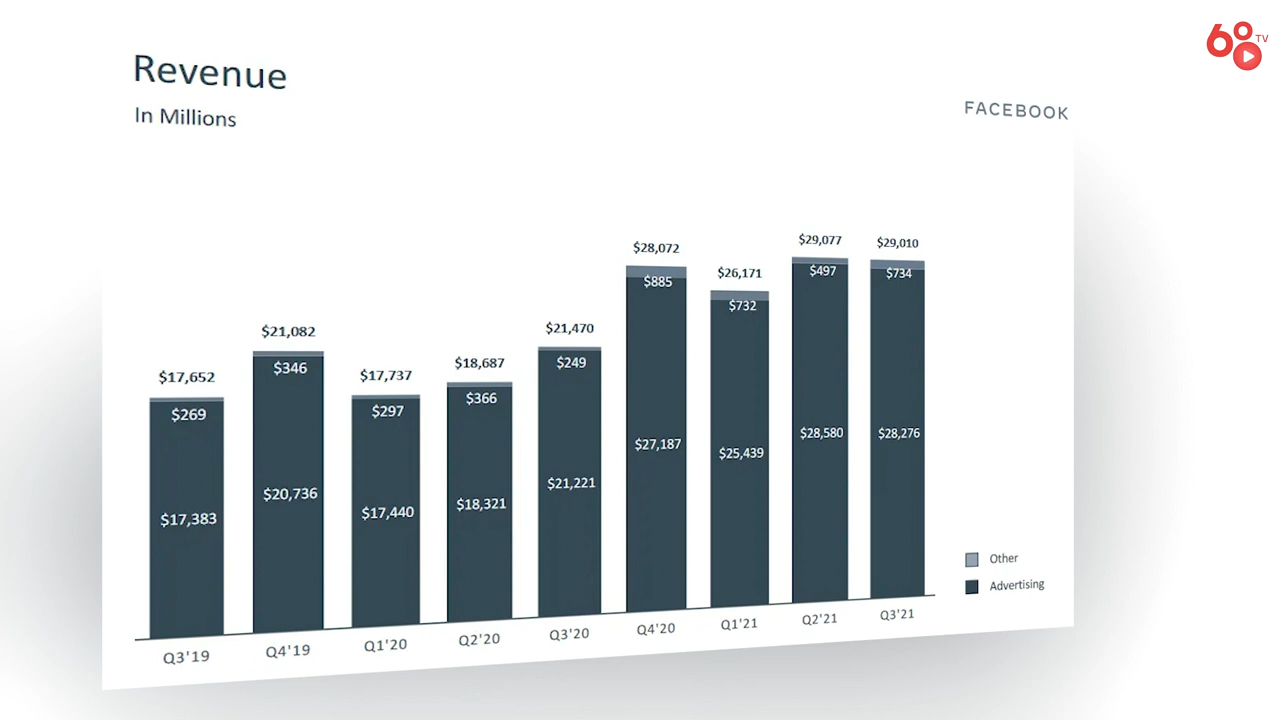 68
TV
Revenue
In Millions
FACEBOOK
$17,652
$269
$17,383
$21,082
$346
$20,736
$17,737
$297
$17,440
$18,687
$366
$18,321
$21,470
$249
$21,221
$28,072
$885
$27,187
$26,171
$732
$25,439
$29,077
$497
$28,580
$29,010
$734
$28,276
Other
Advertising
Q3'19
Q4'19
Q1'20
Q2'20
Q3'20
Q4'20
Q1'21
Q2'21
Q3'21